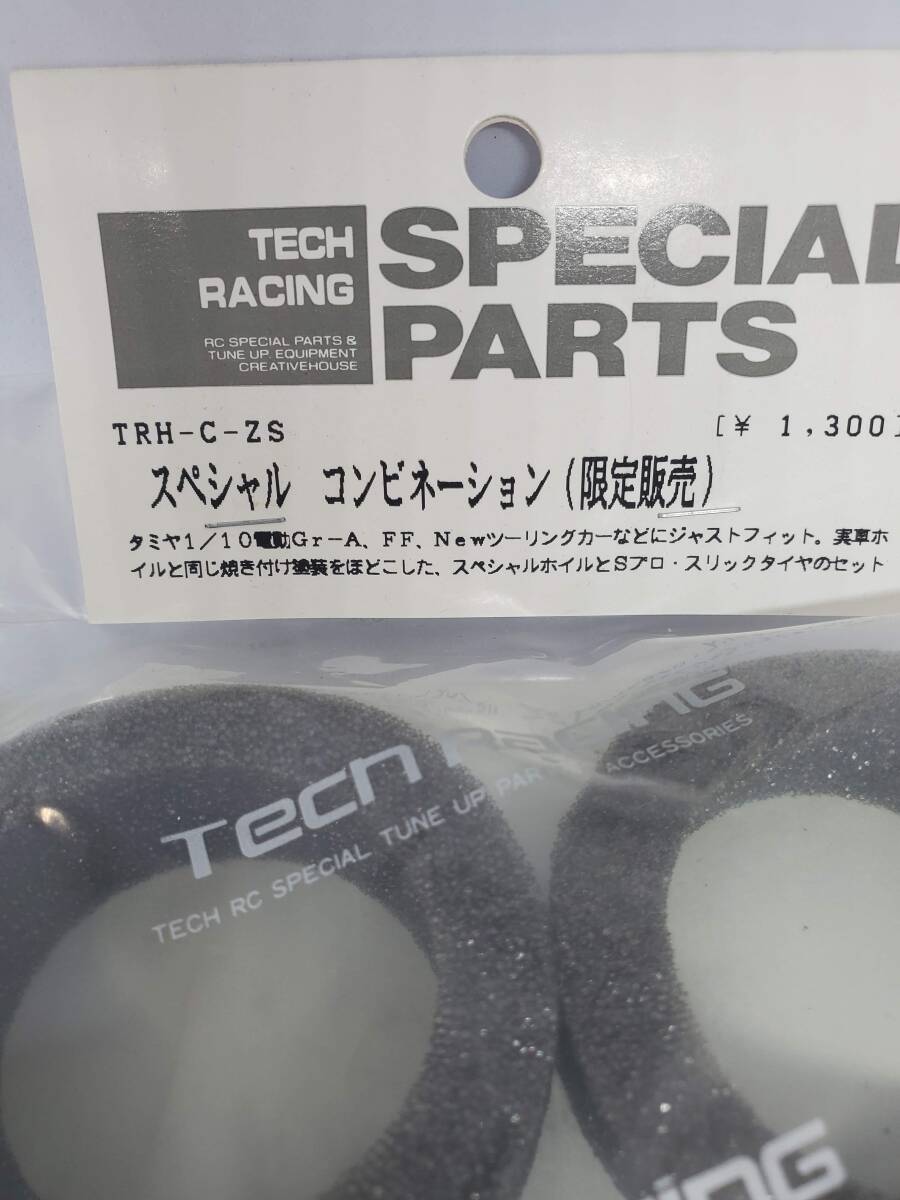 TECH
RACING
RC SPECIAL PARTS &
TUNE UP EQUIPMENT
CREATIVEHOUSE
SPECIAL
PARTS
TRH-C-ZS
[¥ 1,300]
スペシャル コンビネーション(限定販売)
タミヤ1/10電動Gr-A、FF、Newツーリングカーなどにジャストフィット。実車ホ
イルと同じ焼き付け塗装をほどこした、スペシャルホイルとSプロ・スリックタイヤのセット
Tech Racing
TECH RC SPECIAL TUNE UP PART ACCESSORIES